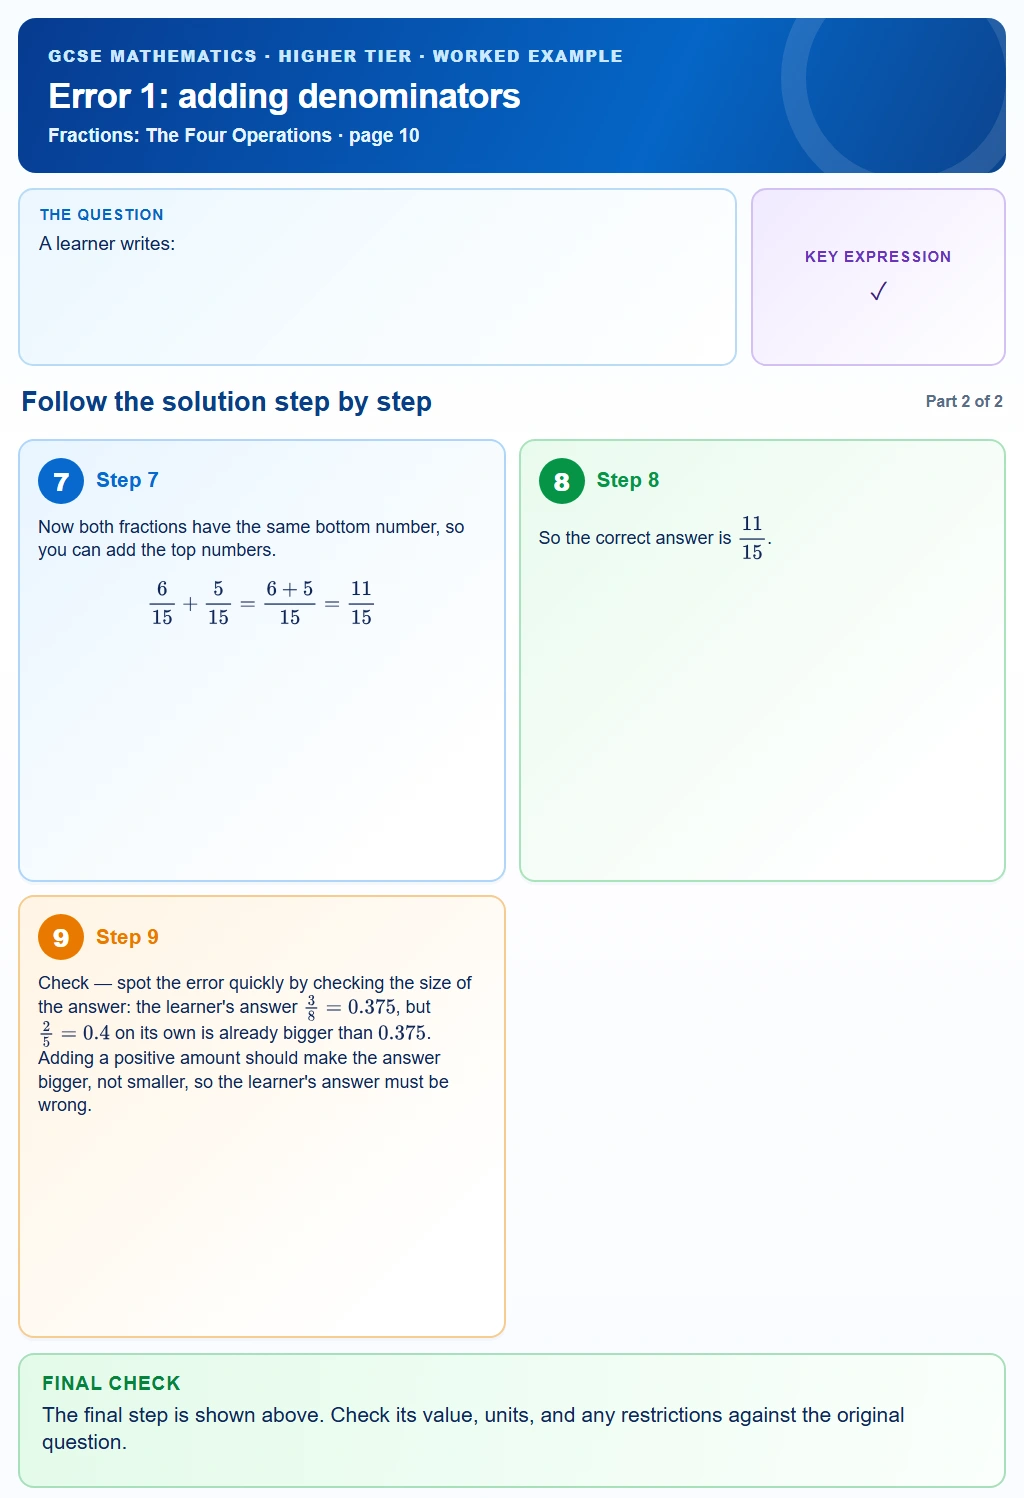 GCSE MATHEMATICS · HIGHER TIER · WORKED EXAMPLE
Error 1: adding denominators
Fractions: The Four Operations · page 10
THE QUESTION
A learner writes:
KEY EXPRESSION
✓
Follow the solution step by step
Part 2 of 2
7 Step 7
Now both fractions have the same bottom number, so
you can add the top numbers.
6/15 + 5/15 = (6 + 5)/15 = 11/15
8 Step 8
So the correct answer is 11/15.
9 Step 9
Check — spot the error quickly by checking the size of
the answer: the learner's answer 3/8 = 0.375, but
2/5 = 0.4 on its own is already bigger than 0.375.
Adding a positive amount should make the answer
bigger, not smaller, so the learner's answer must be
wrong.
FINAL CHECK
The final step is shown above. Check its value, units, and any restrictions against the original
question.